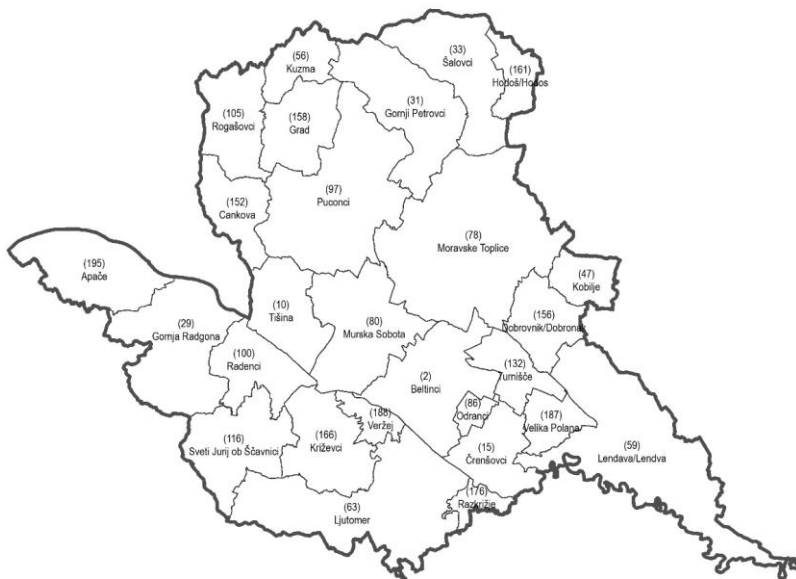 (33)
Šalovci
(56)
Kuzma
(161)
Hodoš/Hodos
(31)
Gornji Petrovci
(105)
Rogašovci
(158)
Grad
(97)
Puconci
(152)
Cankova
(78)
Moravske Toplice
(195)
Apače
(47)
Kobilje
(10)
Tišina
(80)
Murska Sobota
(156)
Dobrovnik/Dobronak
(29)
Gornja Radgona
(100)
Radenci
(132)
Turnišče
(2)
Beltinci
(86)
Odranci
(188)
Veržej
(187)
Velika Polana
(116)
Sveti Jurij ob Ščavnici
(166)
Križevci
(15)
Črenšovci
(59)
Lendava/Lendva
(176)
Razkrižje
(63)
Ljutomer